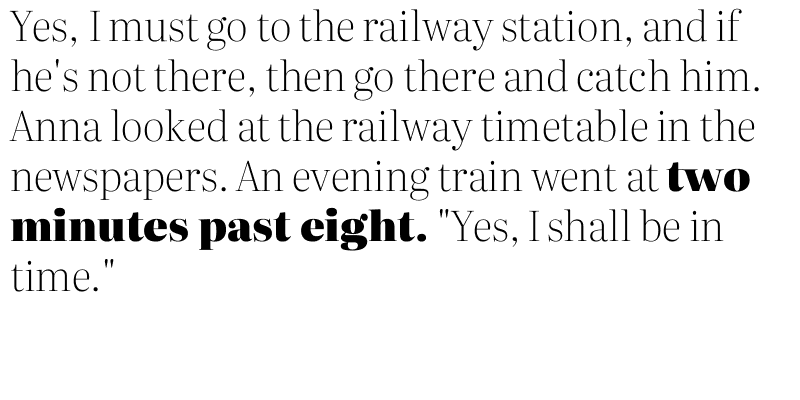 Yes, I must go to the railway station, and if
he's not there, then go there and catch him.
Anna looked at the railway timetable in the
newspapers. An evening train went at two
minutes past eight. "Yes, I shall be in
time."